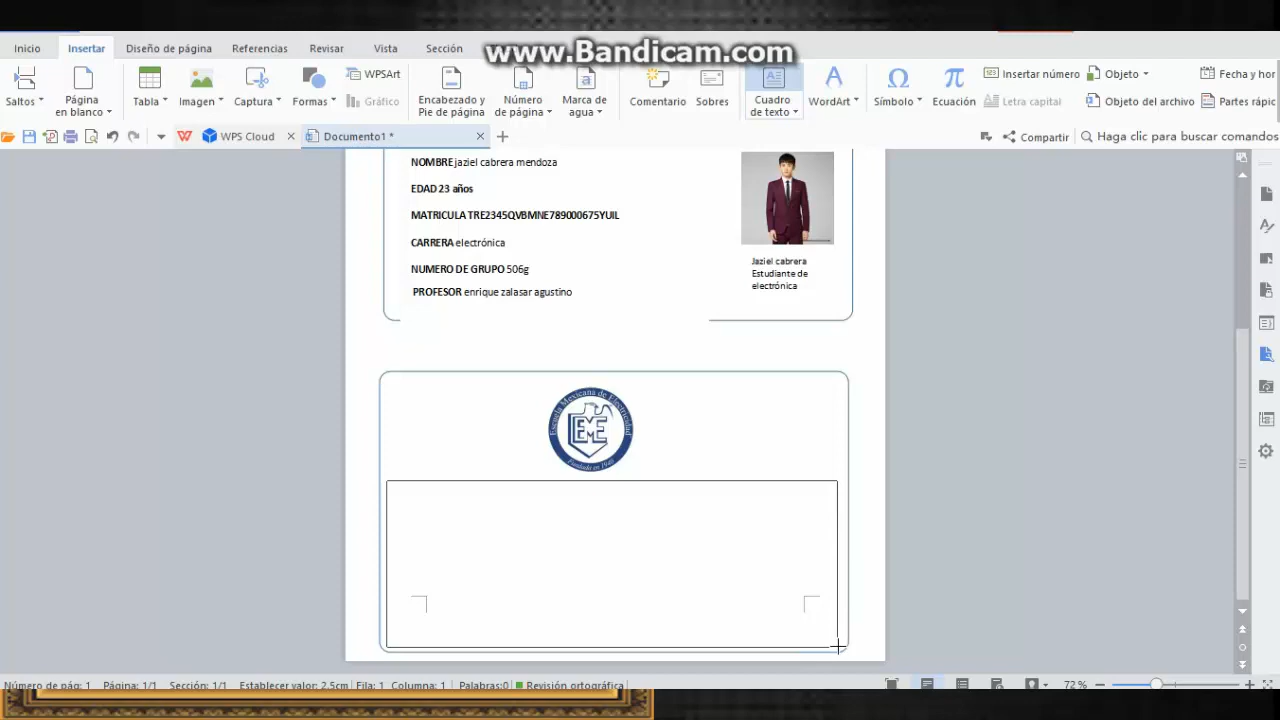 www.Bandicam.com
Inicio Insertar Diseño de página Referencias Revisar Vista Sección
WPSArt Insertar número Objeto Fecha y hor
Saltos Página en blanco Tabla Imagen Captura Formas Gráfico Encabezado y Pie de página Número de página Marca de agua Comentario Sobres Cuadro de texto WordArt Símbolo Ecuación Letra capital Objeto del archivo Partes rápic
WPS Cloud Documento1 * Compartir Haga clic para buscar comandos
NOMBRE jaziel cabrera mendoza
EDAD 23 años
MATRICULA TRE2345QVBMNE789000675YUIL
CARRERA electrónica
NUMERO DE GRUPO 506g
PROFESOR enrique zalasar agustino
Jaziel cabrera
Estudiante de
electrónica
Escuela Mexicana de Electricidad
EME
Fundada en 1940
Número de pág: 1 Página: 1/1 Sección: 1/1 Establecer valor: 2.5cm Fila: 1 Columna: 1 Palabras:0 Revisión ortográfica 72 %